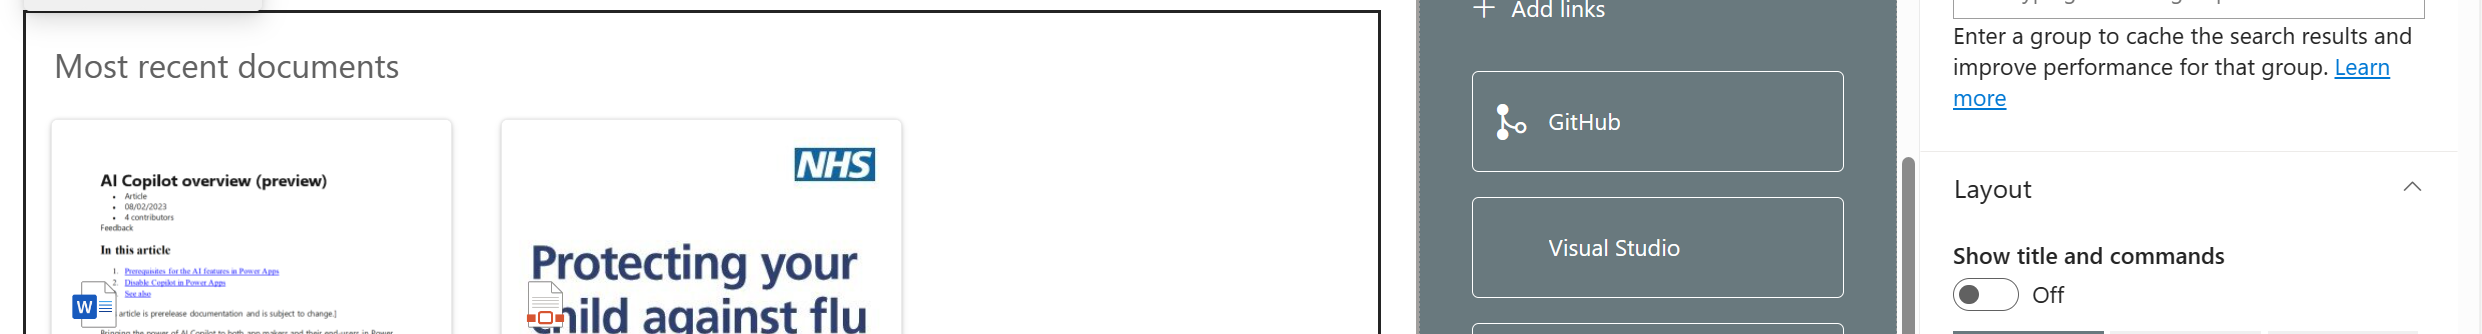 Most recent documents
AI Copilot overview (preview)
Article
08/02/2023
4 contributors
Feedback
In this article
1. Prerequisites for the AI features in Power Apps
2. Disable Copilot in Power Apps
See also
W
article is prerelease documentation and is subject to change.]
Bringing the power of AI Copilot to both app makers and their end-users in Power
NHS
Protecting your
child against flu
+ Add links
GitHub
Visual Studio
Enter a group to cache the search results and
improve performance for that group. Learn
more
Layout
Show title and commands
Off